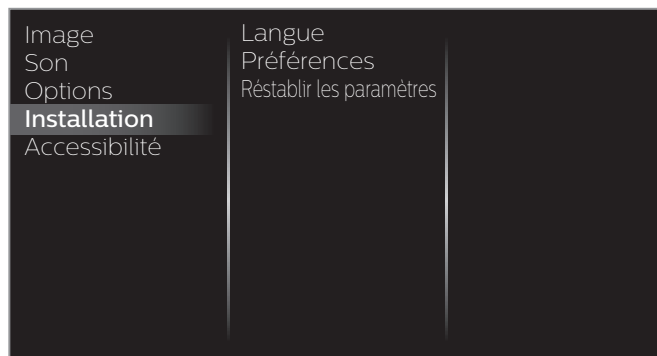 Image
Son
Options
Installation
Accessibilité
Langue
Préférences
Réstablir les paramètres